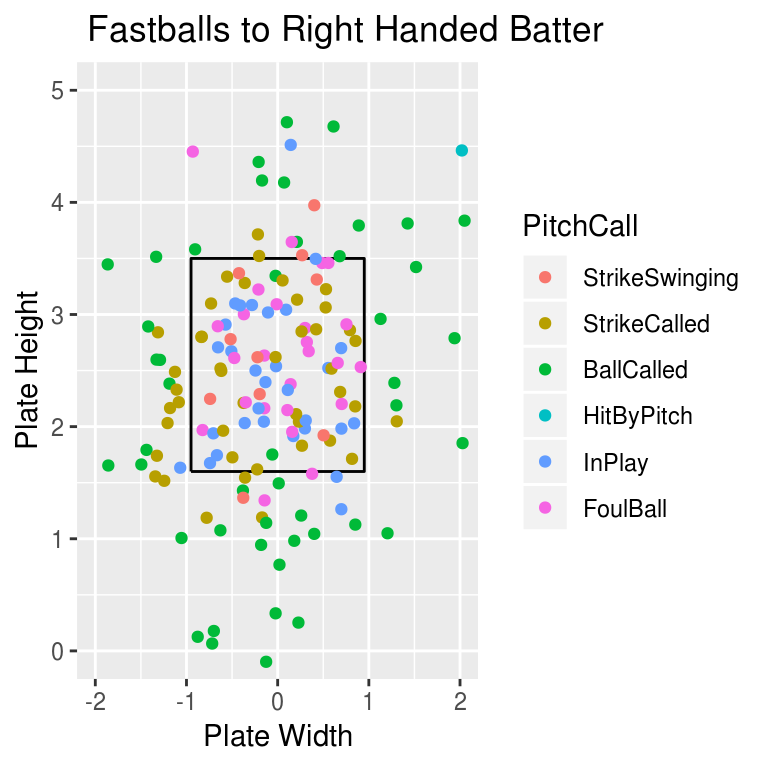 Fastballs to Right Handed Batter
5
4
3
2
1
0
Plate Height
-2 -1 0 1 2
Plate Width
PitchCall
StrikeSwinging
StrikeCalled
BallCalled
HitByPitch
InPlay
FoulBall